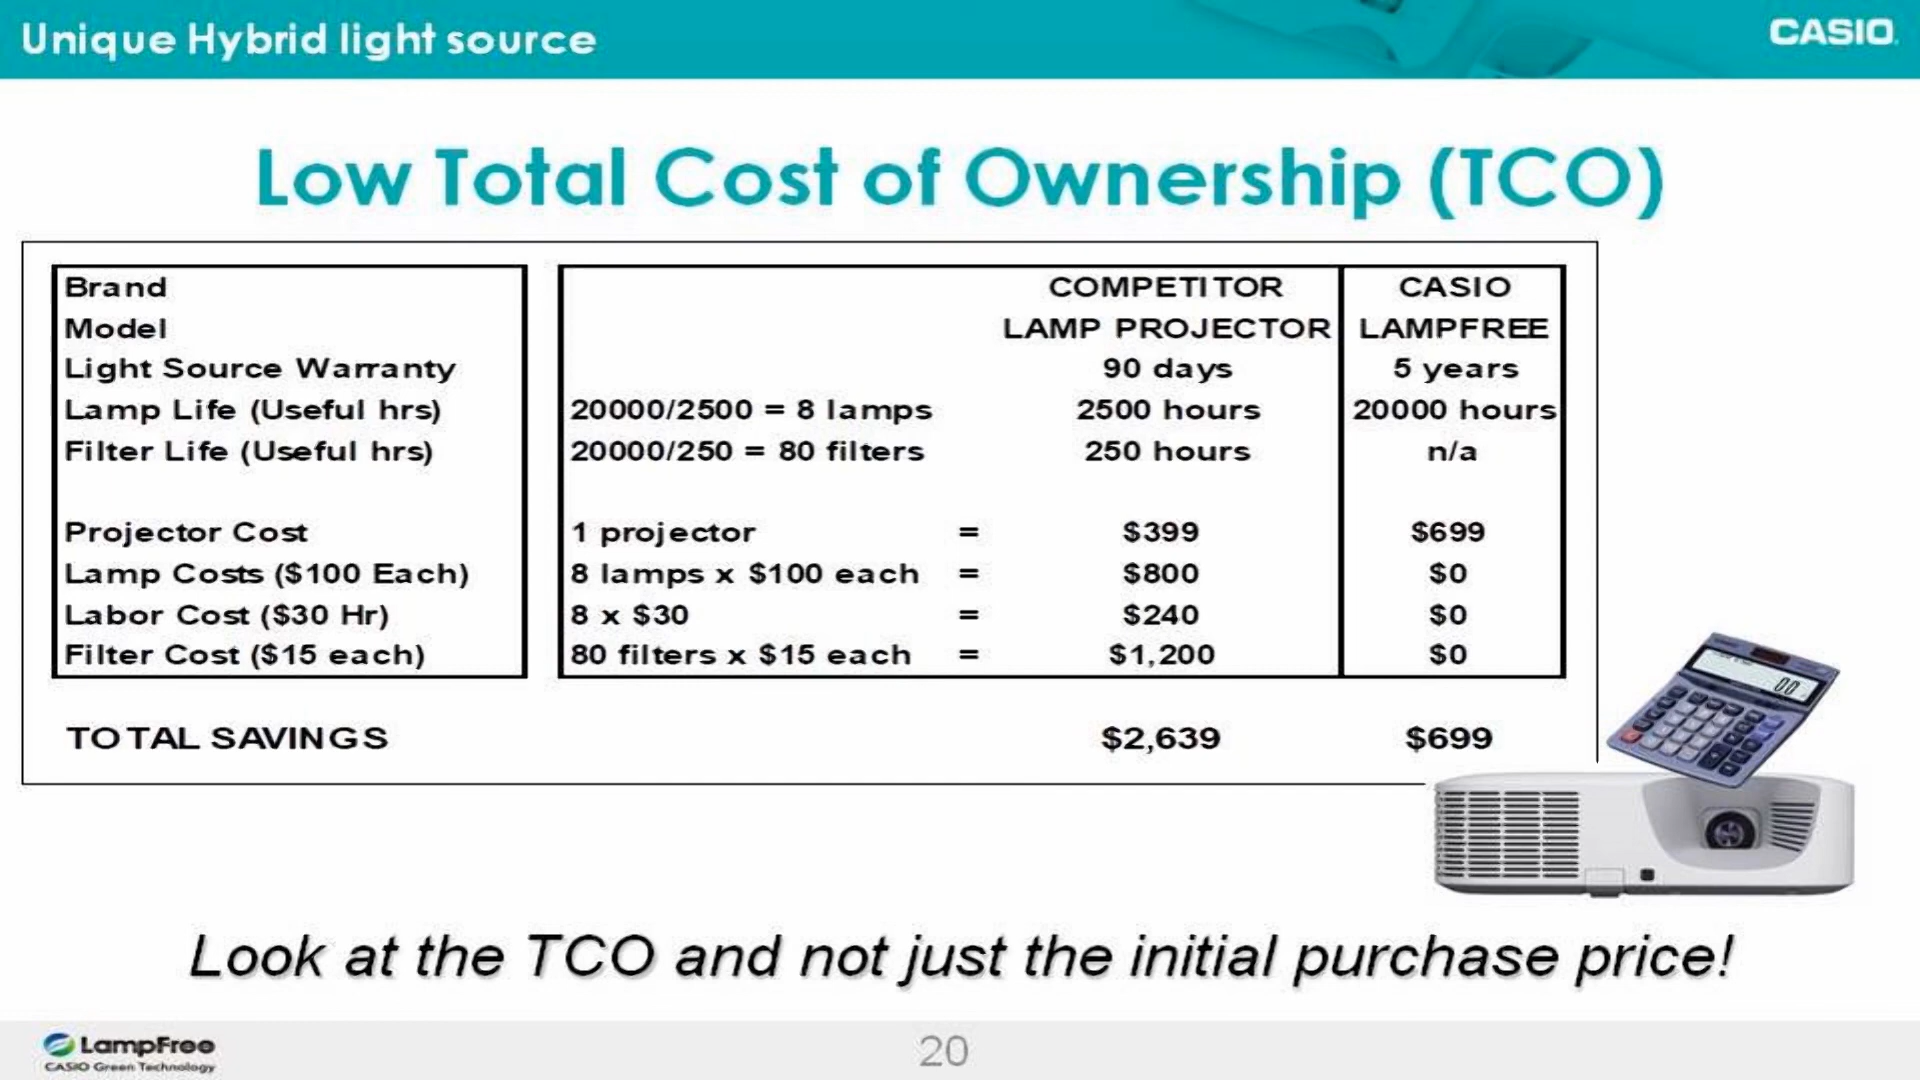 Unique Hybrid light source
CASIO
Low Total Cost of Ownership (TCO)
Brand COMPETITOR CASIO
Model LAMP PROJECTOR LAMPFREE
Light Source Warranty 90 days 5 years
Lamp Life (Useful hrs) 20000/2500 = 8 lamps 2500 hours 20000 hours
Filter Life (Useful hrs) 20000/250 = 80 filters 250 hours n/a
Projector Cost 1 projector = $399 $699
Lamp Costs ($100 Each) 8 lamps x $100 each = $800 $0
Labor Cost ($30 Hr) 8 x $30 = $240 $0
Filter Cost ($15 each) 80 filters x $15 each = $1,200 $0
TOTAL SAVINGS $2,639 $699
Look at the TCO and not just the initial purchase price!
LampFree
CASIO Green Technology
20